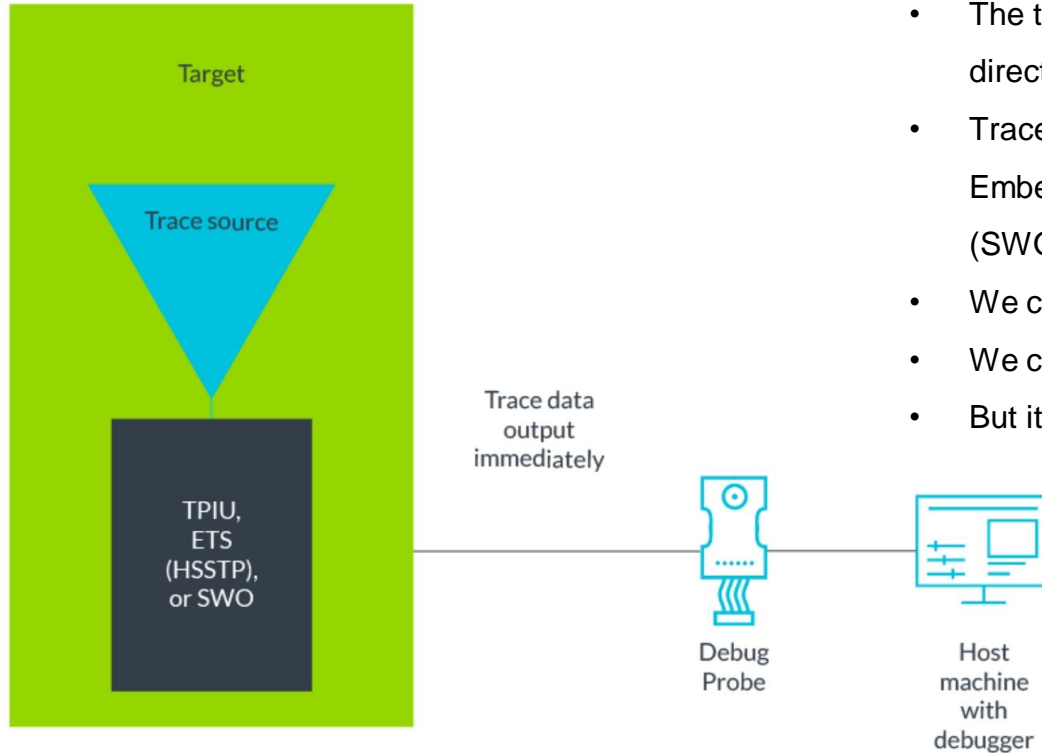 Target
Trace source
TPIU,
ETS
(HSSTP),
or SWO
Trace data
output
immediately
Debug
Probe
Host
machine
with
debugger
• The t
direct
• Trace
Embe
(SWO
• We c
• We c
• But it